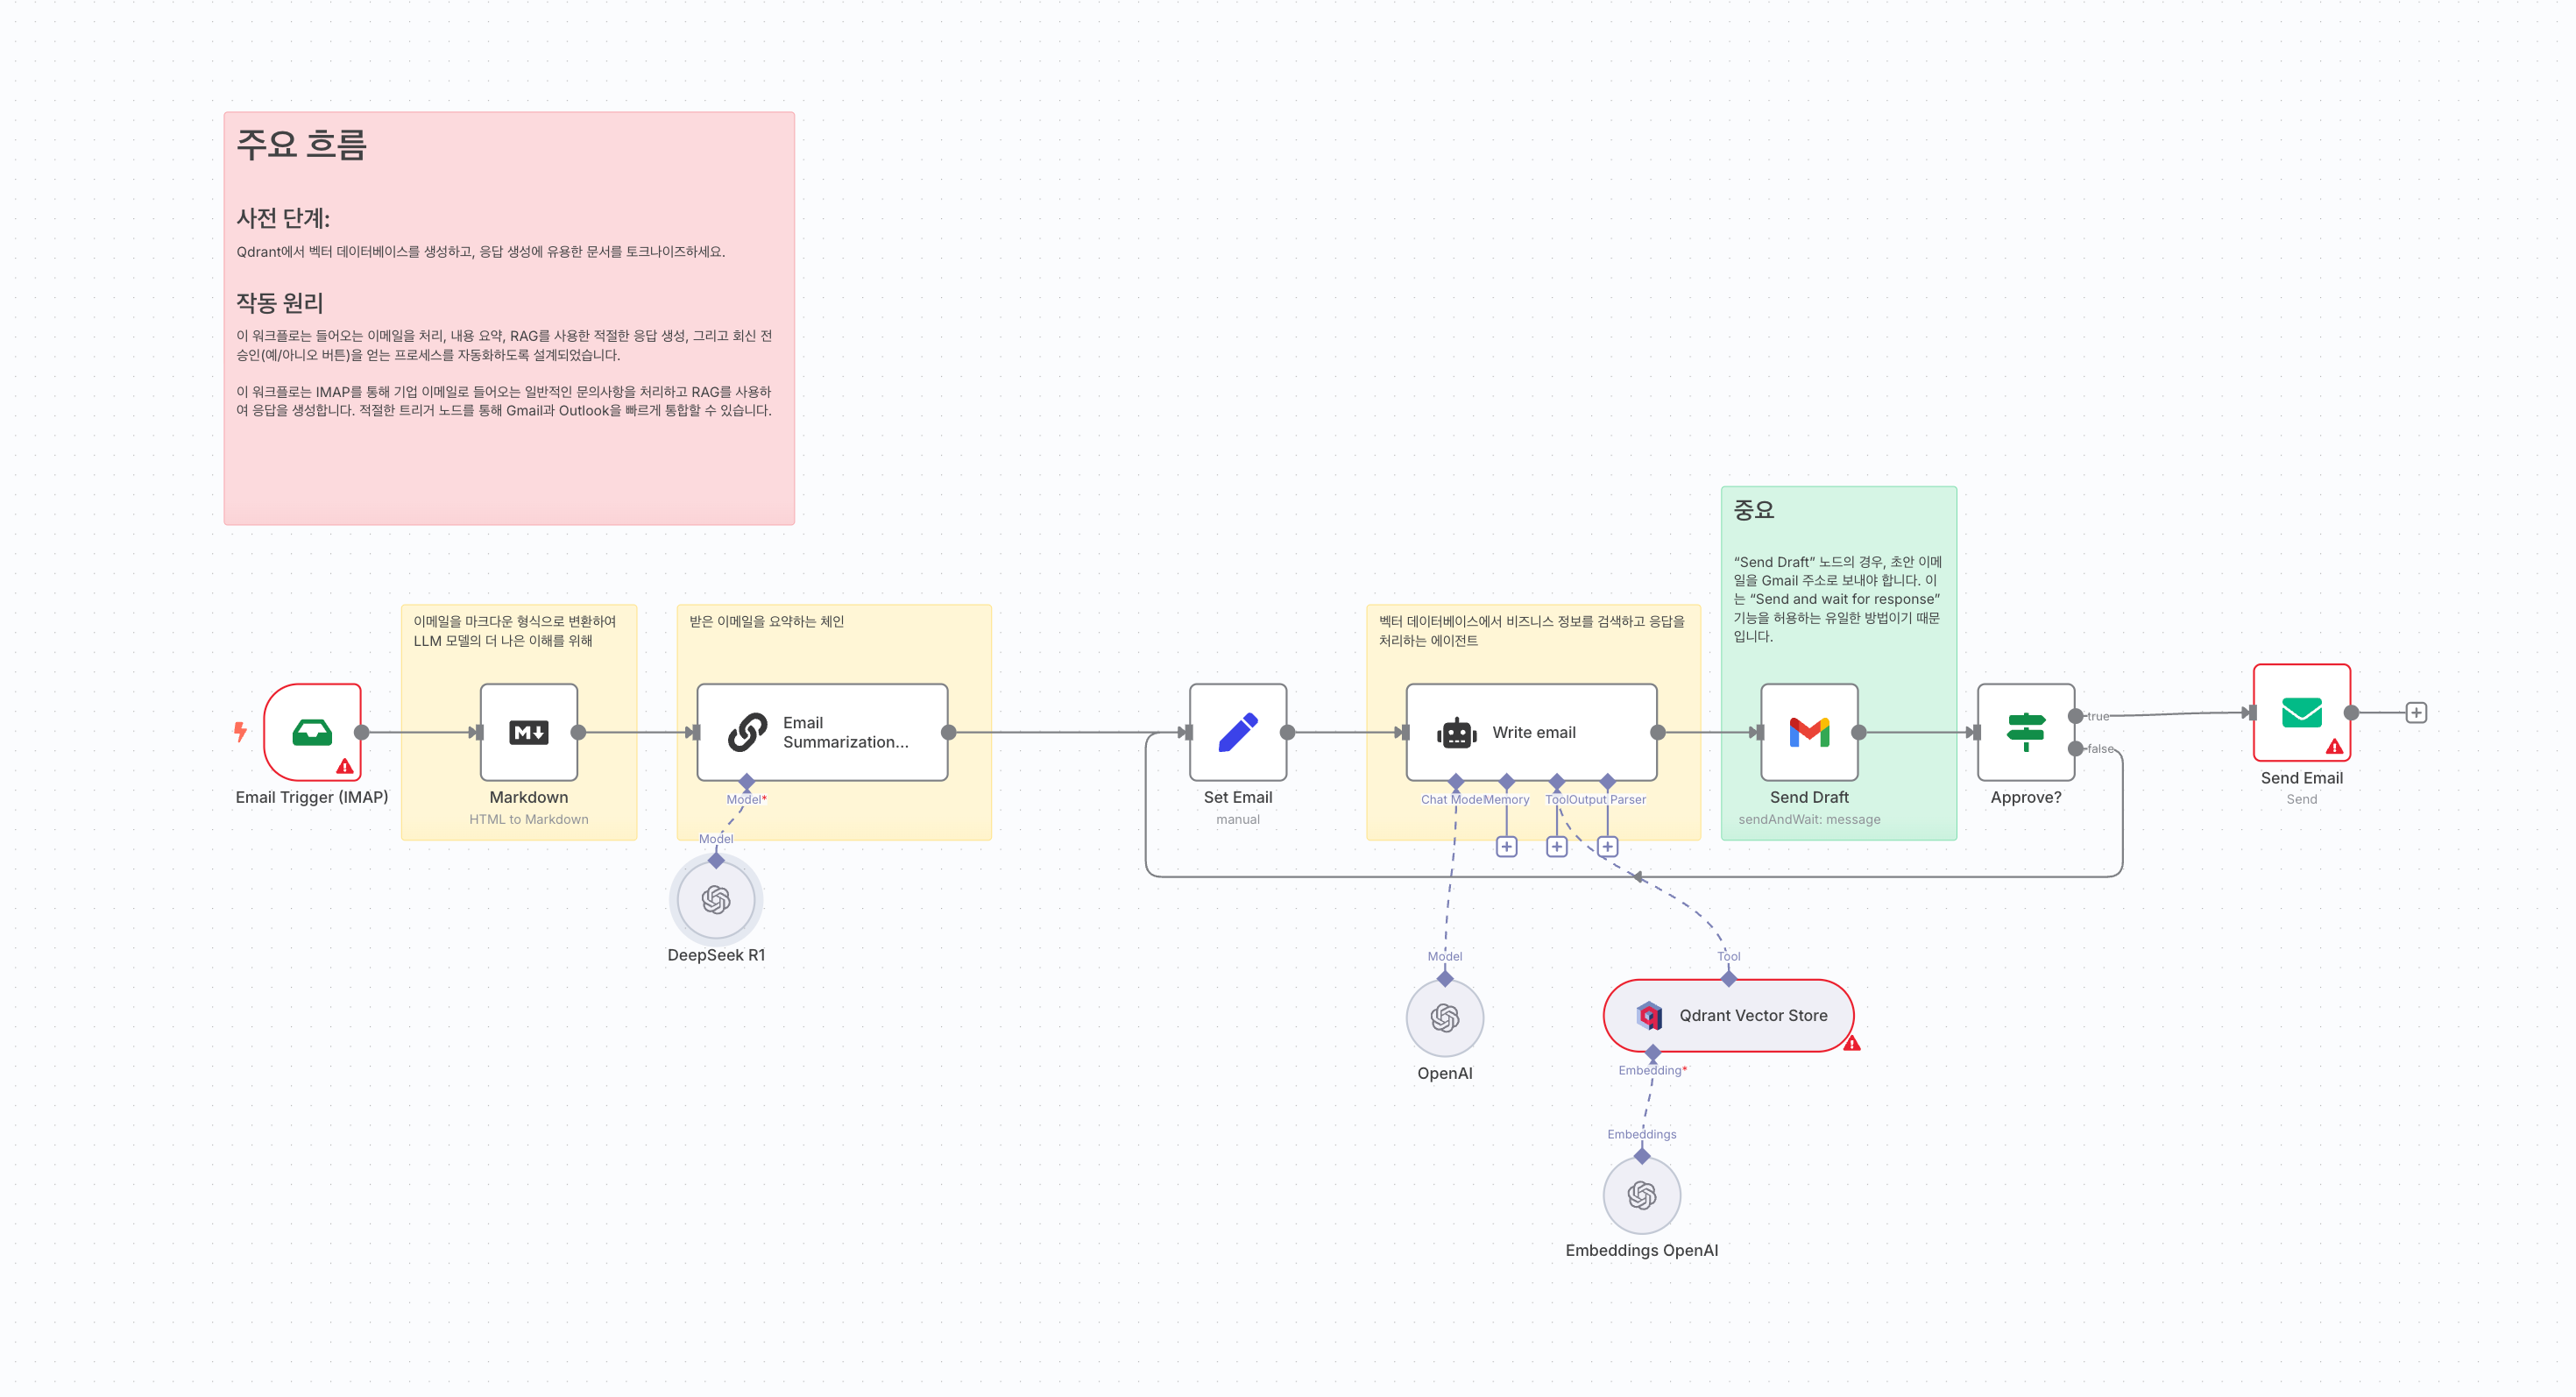 주요 흐름
사전 단계:
Qdrant에서 벡터 데이터베이스를 생성하고, 응답 생성에 유용한 문서를 토크나이즈하세요.
작동 원리
이 워크플로는 들어오는 이메일을 처리, 내용 요약, RAG를 사용한 적절한 응답 생성, 그리고 회신 전
승인(예/아니오 버튼)을 얻는 프로세스를 자동화하도록 설계되었습니다.
이 워크플로는 IMAP를 통해 기업 이메일로 들어오는 일반적인 문의사항을 처리하고 RAG를 사용하
여 응답을 생성합니다. 적절한 트리거 노드를 통해 Gmail과 Outlook을 빠르게 통합할 수 있습니다.
중요
“Send Draft” 노드의 경우, 초안 이메
일을 Gmail 주소로 보내야 합니다. 이
는 “Send and wait for response”
기능을 허용하는 유일한 방법이기 때문
입니다.
이메일을 마크다운 형식으로 변환하여
LLM 모델의 더 나은 이해를 위해
받은 이메일을 요약하는 체인
벡터 데이터베이스에서 비즈니스 정보를 검색하고 응답을
처리하는 에이전트
Email Trigger (IMAP)
Markdown
HTML to Markdown
Email
Summarization...
Model*
Model
DeepSeek R1
Set Email
manual
Write email
Chat Mode
Memory
Tool
Output Parser
Send Draft
sendAndWait: message
Approve?
true
false
Send Email
Send
Model
OpenAI
Tool
Qdrant Vector Store
Embedding*
Embeddings
Embeddings OpenAI